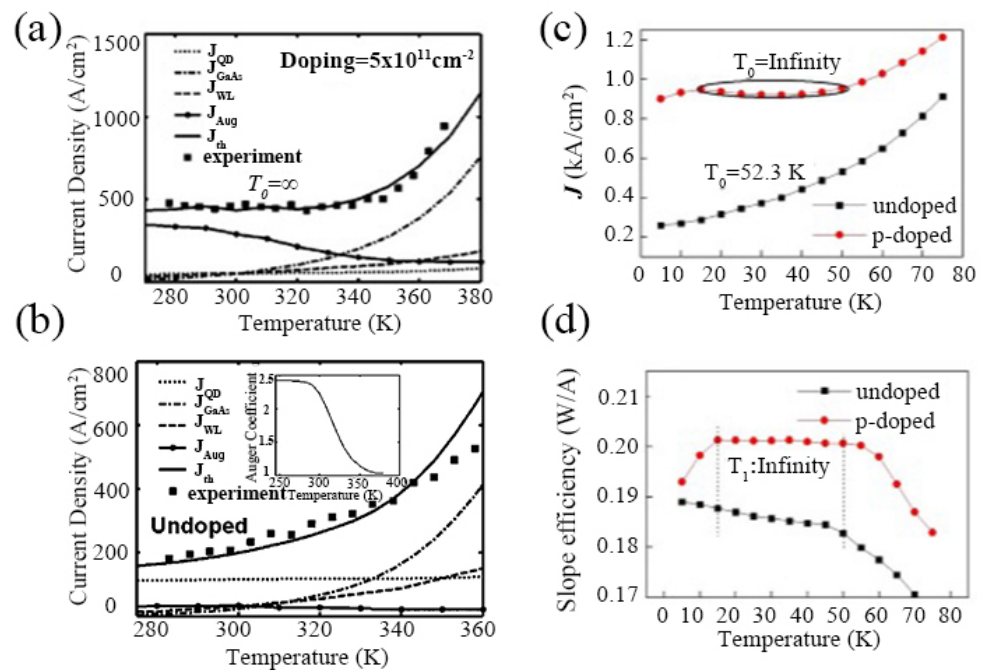 (a)
1500
1000
500
0
Current Density (A/cm²)
J_QD
J_GaAs
J_WL
J_Aug
J_th
experiment
Doping=5x10¹¹cm⁻²
T₀=∞
280 300 320 340 360 380
Temperature (K)
(b)
800
600
400
200
0
Current Density (A/cm²)
J_QD
J_GaAs
J_WL
J_Aug
J_th
experiment
Undoped
2.5
2
1.5
1
Auger Coefficient
250 300 350 400
Temperature (K)
280 300 320 340 360
Temperature (K)
(c)
1.2
1.0
0.8
0.6
0.4
0.2
J (kA/cm²)
T₀=Infinity
T₀=52.3 K
undoped
p-doped
0 10 20 30 40 50 60 70 80
Temperature (K)
(d)
0.21
0.20
0.19
0.18
0.17
Slope efficiency (W/A)
undoped
p-doped
T₁:Infinity
0 10 20 30 40 50 60 70 80
Temperature (K)